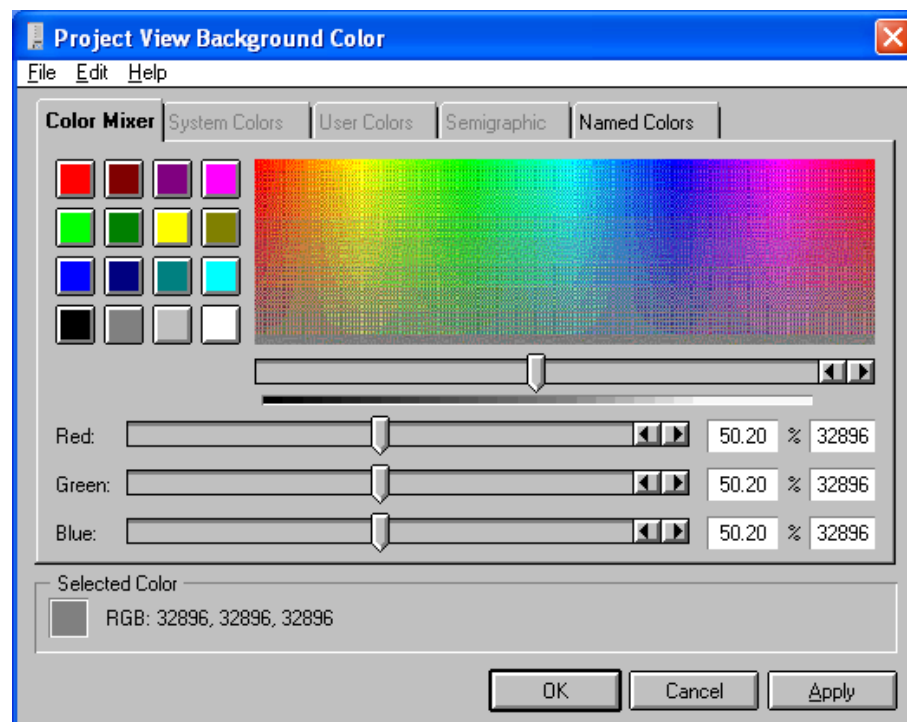 Project View Background Color
File Edit Help
Color Mixer System Colors User Colors Semigraphic Named Colors
Red: 50.20 % 32896
Green: 50.20 % 32896
Blue: 50.20 % 32896
Selected Color
RGB: 32896, 32896, 32896
OK Cancel Apply